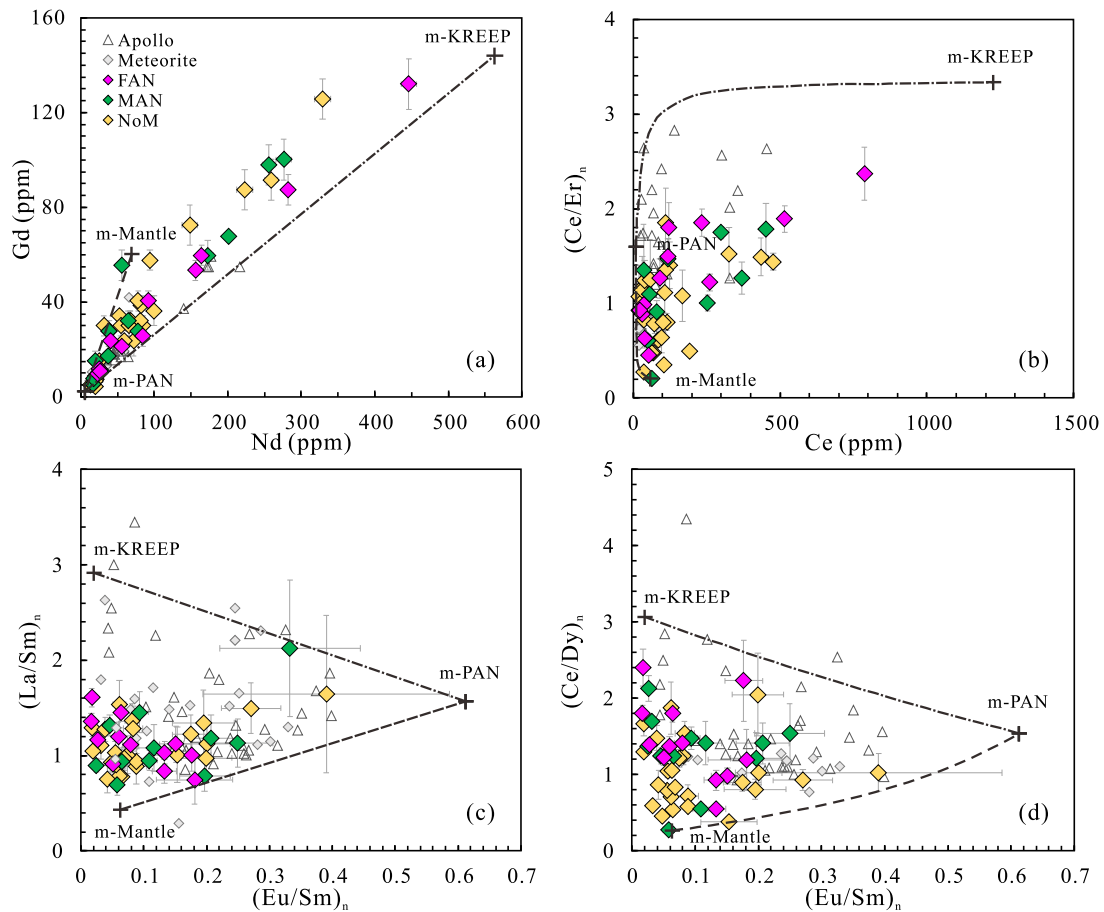 160
120
80
40
0
Gd (ppm)
Apollo
Meteorite
FAN
MAN
NoM
m-KREEP
m-Mantle
m-PAN
(a)
0 100 200 300 400 500 600
Nd (ppm)
4
3
2
1
0
(Ce/Er)n
m-KREEP
m-PAN
m-Mantle
(b)
0 500 1000 1500
Ce (ppm)
4
3
2
1
0
(La/Sm)n
m-KREEP
m-PAN
m-Mantle
(c)
0 0.1 0.2 0.3 0.4 0.5 0.6 0.7
(Eu/Sm)n
5
4
3
2
1
0
(Ce/Dy)n
m-KREEP
m-PAN
m-Mantle
(d)
0 0.1 0.2 0.3 0.4 0.5 0.6 0.7
(Eu/Sm)n